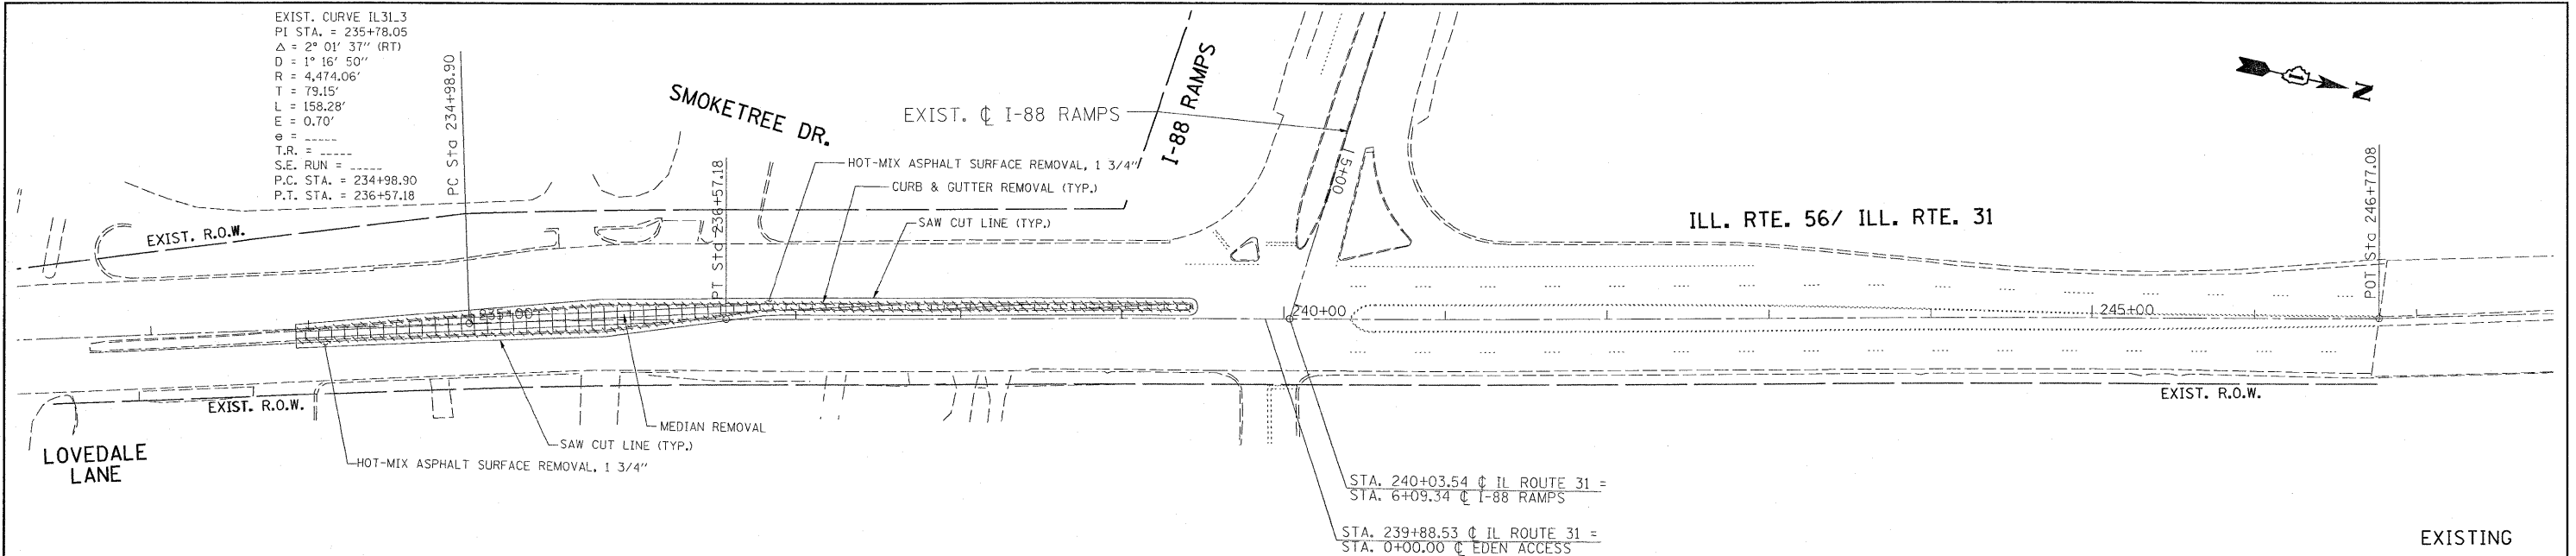 EXIST. CURVE IL31_3
PI STA. = 235+78.05
Δ = 2° 01' 37" (RT)
D = 1° 16' 50"
R = 4,474.06'
T = 79.15'
L = 158.28'
E = 0.70'
e = _____
T.R. = _____
S.E. RUN = _____
P.C. STA. = 234+98.90
P.T. STA. = 236+57.18
PC Sta 234+98.90
SMOKETREE DR.
EXIST. ℄ I-88 RAMPS
I-88 RAMPS
N
HOT-MIX ASPHALT SURFACE REMOVAL, 1 3/4"
CURB & GUTTER REMOVAL (TYP.)
SAW CUT LINE (TYP.)
PT Sta 236+57.18
5+00
POT Sta 246+77.08
ILL. RTE. 56/ ILL. RTE. 31
EXIST. R.O.W.
235+00
240+00
245+00
EXIST. R.O.W.
EXIST. R.O.W.
MEDIAN REMOVAL
SAW CUT LINE (TYP.)
HOT-MIX ASPHALT SURFACE REMOVAL, 1 3/4"
LOVEDALE
LANE
STA. 240+03.54 ℄ IL ROUTE 31 =
STA. 6+09.34 ℄ I-88 RAMPS
STA. 239+88.53 ℄ IL ROUTE 31 =
STA. 0+00.00 ℄ EDEN ACCESS
EXISTING